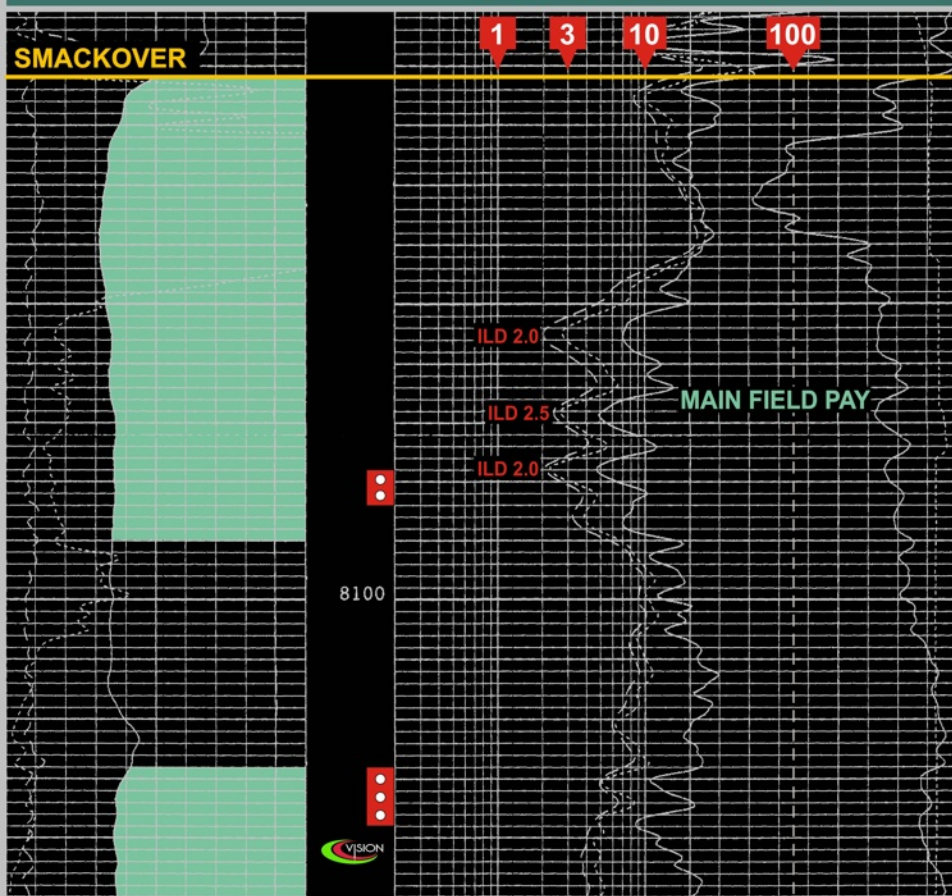 1 3 10 100
SMACKOVER
ILD 2.0
MAIN FIELD PAY
ILD 2.5
ILD 2.0
8100
VISION